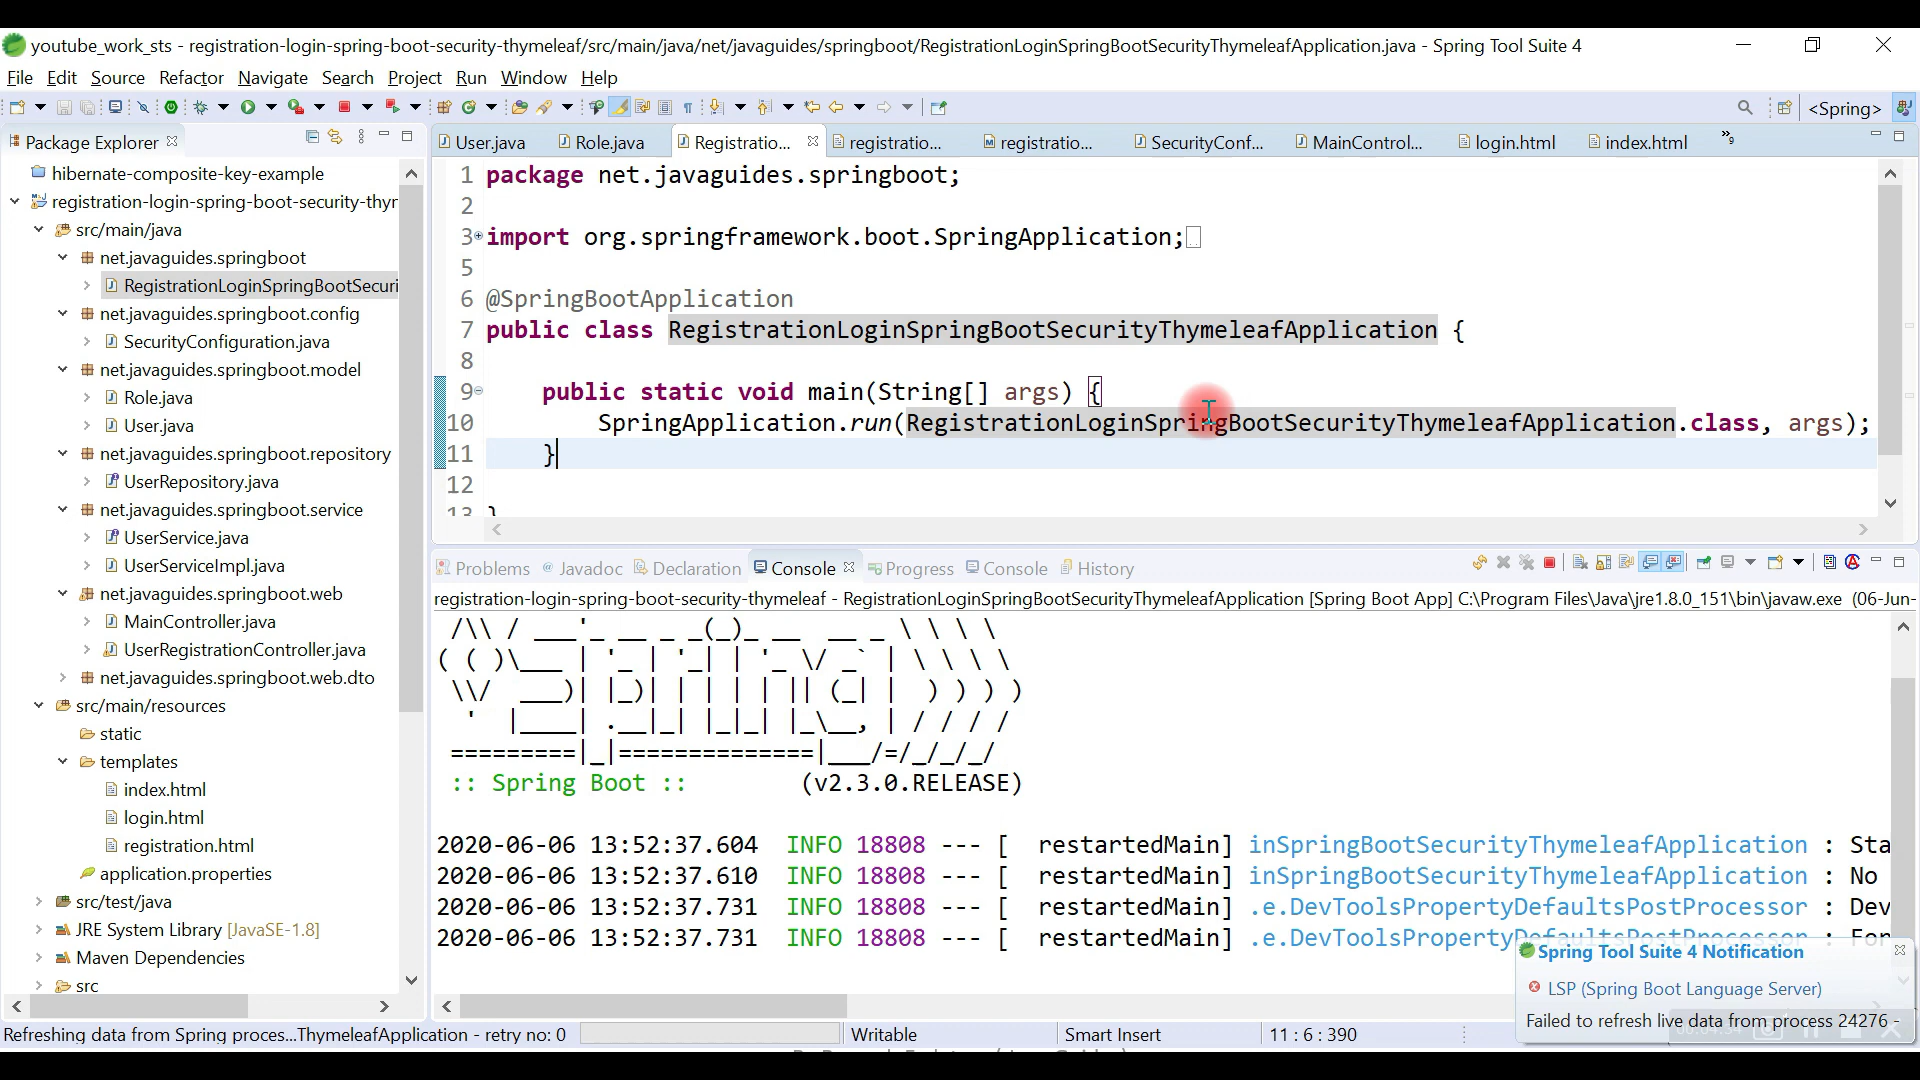 youtube_work_sts - registration-login-spring-boot-security-thymeleaf/src/main/java/net/javaguides/springboot/RegistrationLoginSpringBootSecurityThymeleafApplication.java - Spring Tool Suite 4
File Edit Source Refactor Navigate Search Project Run Window Help
<Spring>
Package Explorer
hibernate-composite-key-example
registration-login-spring-boot-security-thyr
src/main/java
net.javaguides.springboot
RegistrationLoginSpringBootSecuri
net.javaguides.springboot.config
SecurityConfiguration.java
net.javaguides.springboot.model
Role.java
User.java
net.javaguides.springboot.repository
UserRepository.java
net.javaguides.springboot.service
UserService.java
UserServiceImpl.java
net.javaguides.springboot.web
MainController.java
UserRegistrationController.java
net.javaguides.springboot.web.dto
src/main/resources
static
templates
index.html
login.html
registration.html
application.properties
src/test/java
JRE System Library [JavaSE-1.8]
Maven Dependencies
src
User.java Role.java Registratio... registratio... registratio... SecurityConf... MainControl... login.html index.html »9
1 package net.javaguides.springboot;
2
3 import org.springframework.boot.SpringApplication;
5
6 @SpringBootApplication
7 public class RegistrationLoginSpringBootSecurityThymeleafApplication {
8
9 public static void main(String[] args) {
10 SpringApplication.run(RegistrationLoginSpringBootSecurityThymeleafApplication.class, args);
11 }
12
13 }
Problems @ Javadoc Declaration Console Progress Console History
registration-login-spring-boot-security-thymeleaf - RegistrationLoginSpringBootSecurityThymeleafApplication [Spring Boot App] C:\Program Files\Java\jre1.8.0_151\bin\javaw.exe (06-Jun-
:: Spring Boot :: (v2.3.0.RELEASE)
2020-06-06 13:52:37.604 INFO 18808 --- [ restartedMain] inSpringBootSecurityThymeleafApplication : Sta
2020-06-06 13:52:37.610 INFO 18808 --- [ restartedMain] inSpringBootSecurityThymeleafApplication : No
2020-06-06 13:52:37.731 INFO 18808 --- [ restartedMain] .e.DevToolsPropertyDefaultsPostProcessor : Dev
2020-06-06 13:52:37.731 INFO 18808 --- [ restartedMain] .e.DevToolsPropertyDefaultsPostProcessor : For
Spring Tool Suite 4 Notification
LSP (Spring Boot Language Server)
Failed to refresh live data from process 24276 -
Refreshing data from Spring proces...ThymeleafApplication - retry no: 0 Writable Smart Insert 11 : 6 : 390